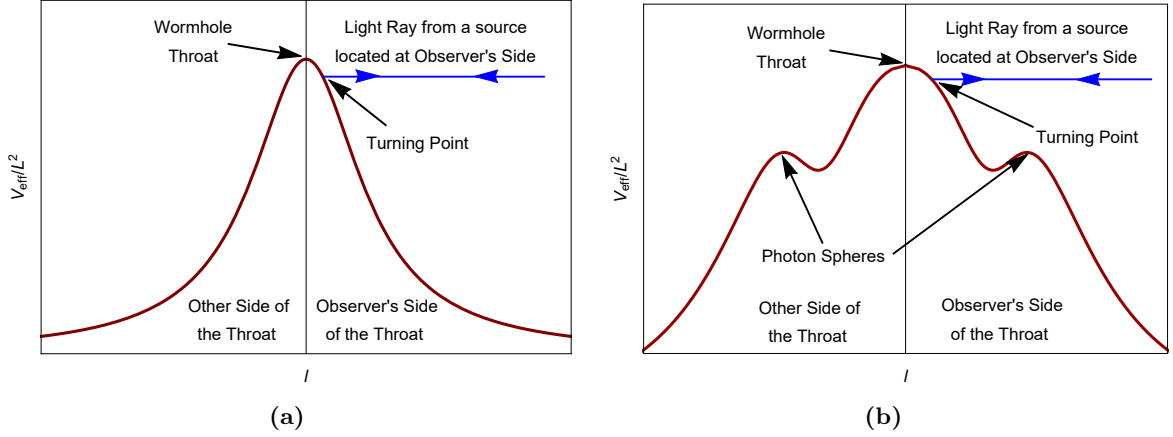 Wormhole
Throat
Light Ray from a source
located at Observer's Side
Turning Point
V_eff/L²
Other Side of
the Throat
Observer's Side
of the Throat
l
(a)
Wormhole
Throat
Light Ray from a source
located at Observer's Side
Turning Point
V_eff/L²
Photon Spheres
Other Side of
the Throat
Observer's Side
of the Throat
l
(b)